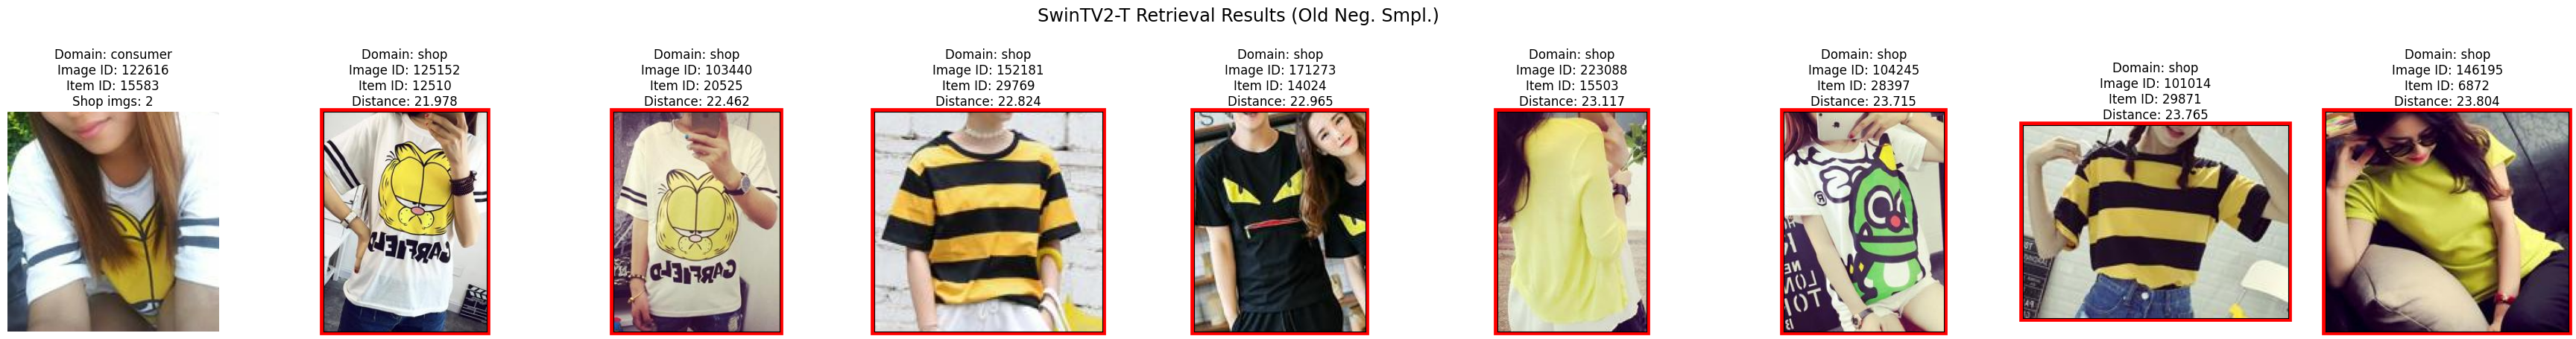 SwinTV2-T Retrieval Results (Old Neg. Smpl.)
Domain: consumer
Image ID: 122616
Item ID: 15583
Shop imgs: 2
Domain: shop
Image ID: 125152
Item ID: 12510
Distance: 21.978
Domain: shop
Image ID: 103440
Item ID: 20525
Distance: 22.462
Domain: shop
Image ID: 152181
Item ID: 29769
Distance: 22.824
Domain: shop
Image ID: 171273
Item ID: 14024
Distance: 22.965
Domain: shop
Image ID: 223088
Item ID: 15503
Distance: 23.117
Domain: shop
Image ID: 104245
Item ID: 28397
Distance: 23.715
Domain: shop
Image ID: 101014
Item ID: 29871
Distance: 23.765
Domain: shop
Image ID: 146195
Item ID: 6872
Distance: 23.804
GARFIELD
GARFIELD